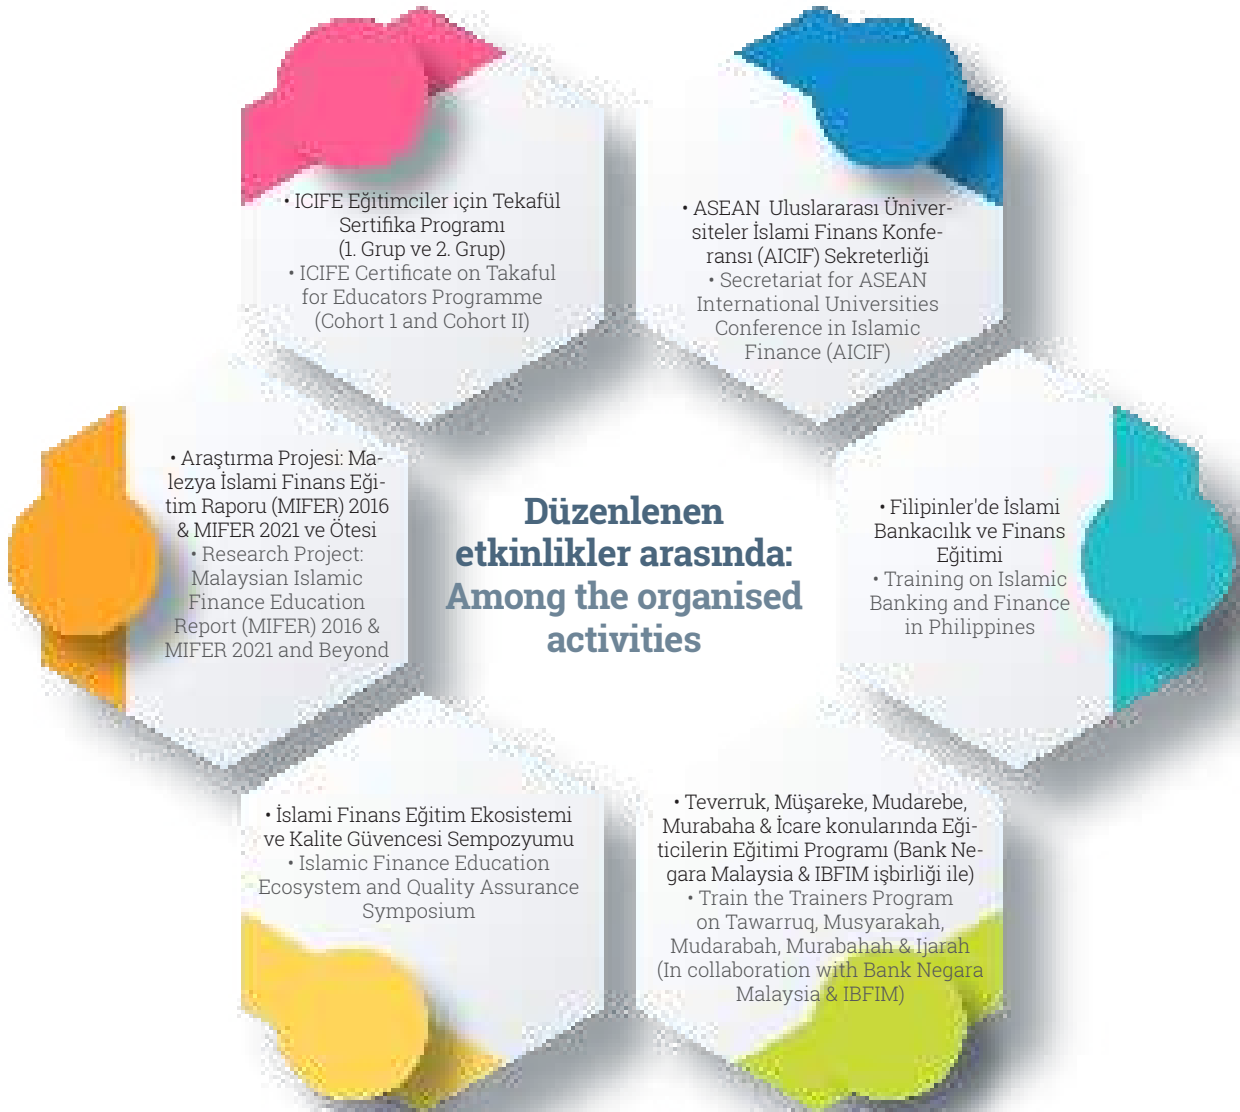 • ICIFE Eğitimciler için Tekafül
Sertifika Programı
(1. Grup ve 2. Grup)
• ICIFE Certificate on Takaful
for Educators Programme
(Cohort 1 and Cohort II)
• ASEAN Uluslararası Üniver-
siteler İslami Finans Konfe-
ransı (AICIF) Sekreterliği
• Secretariat for ASEAN
International Universities
Conference in Islamic
Finance (AICIF)
• Araştırma Projesi: Ma-
lezya İslami Finans Eği-
tim Raporu (MIFER) 2016
& MIFER 2021 ve Ötesi
• Research Project:
Malaysian Islamic
Finance Education
Report (MIFER) 2016 &
MIFER 2021 and Beyond
Düzenlenen
etkinlikler arasında:
Among the organised
activities
• Filipinler'de İslami
Bankacılık ve Finans
Eğitimi
• Training on Islamic
Banking and Finance
in Philippines
• İslami Finans Eğitim Ekosistemi
ve Kalite Güvencesi Sempozyumu
• Islamic Finance Education
Ecosystem and Quality Assurance
Symposium
• Teverruk, Müşareke, Mudarebe,
Murabaha & İcare konularında Eği-
ticilerin Eğitimi Programı (Bank Ne-
gara Malaysia & IBFIM işbirliği ile)
• Train the Trainers Program
on Tawarruq, Musyarakah,
Mudarabah, Murabahah & Ijarah
(In collaboration with Bank Negara
Malaysia & IBFIM)